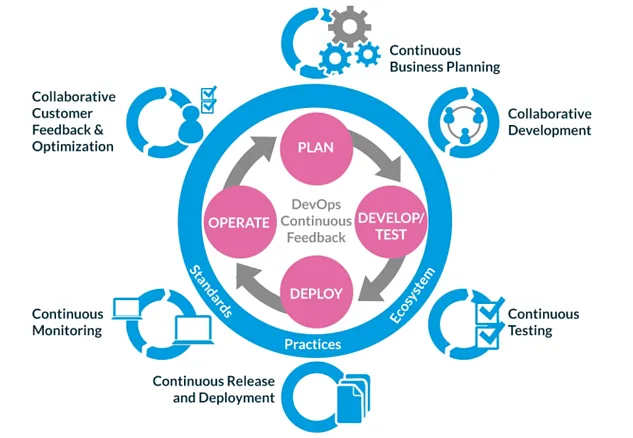 Continuous
Business Planning
Collaborative
Customer
Feedback &
Optimization
Collaborative
Development
PLAN
DevOps
Continuous
Feedback
OPERATE
DEVELOP/
TEST
DEPLOY
Standards
Practices
Ecosystem
Continuous
Monitoring
Continuous
Testing
Continuous Release
and Deployment